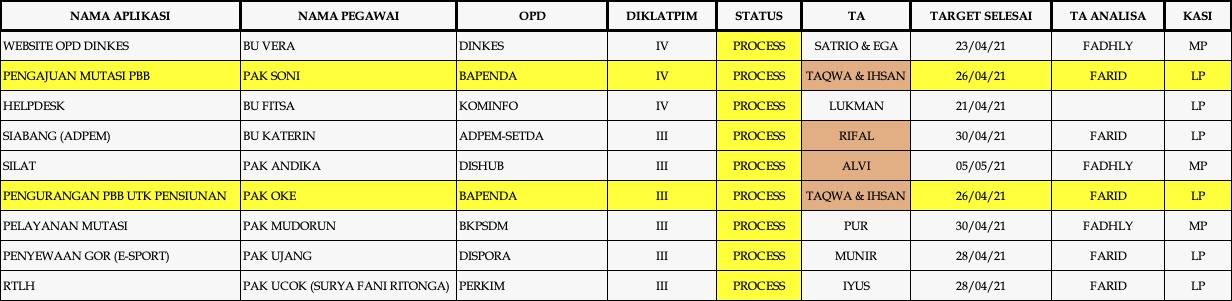 NAMA APLIKASI NAMA PEGAWAI OPD DIKLATPIM STATUS TA TARGET SELESAI TA ANALISA KASI
WEBSITE OPD DINKES BU VERA DINKES IV PROCESS SATRIO & EGA 23/04/21 FADHLY MP
PENGAJUAN MUTASI PBB PAK SONI BAPENDA IV PROCESS TAQWA & IHSAN 26/04/21 FARID LP
HELPDESK BU FITSA KOMINFO IV PROCESS LUKMAN 21/04/21 LP
SIABANG (ADPEM) BU KATERIN ADPEM-SETDA III PROCESS RIFAL 30/04/21 FARID LP
SILAT PAK ANDIKA DISHUB III PROCESS ALVI 05/05/21 FADHLY MP
PENGURANGAN PBB UTK PENSIUNAN PAK OKE BAPENDA III PROCESS TAQWA & IHSAN 26/04/21 FARID LP
PELAYANAN MUTASI PAK MUDORUN BKPSDM III PROCESS PUR 30/04/21 FADHLY MP
PENYEWAAN GOR (E-SPORT) PAK UJANG DISPORA III PROCESS MUNIR 28/04/21 FARID LP
RTLH PAK UCOK (SURYA FANI RITONGA) PERKIM III PROCESS IYUS 28/04/21 FARID LP